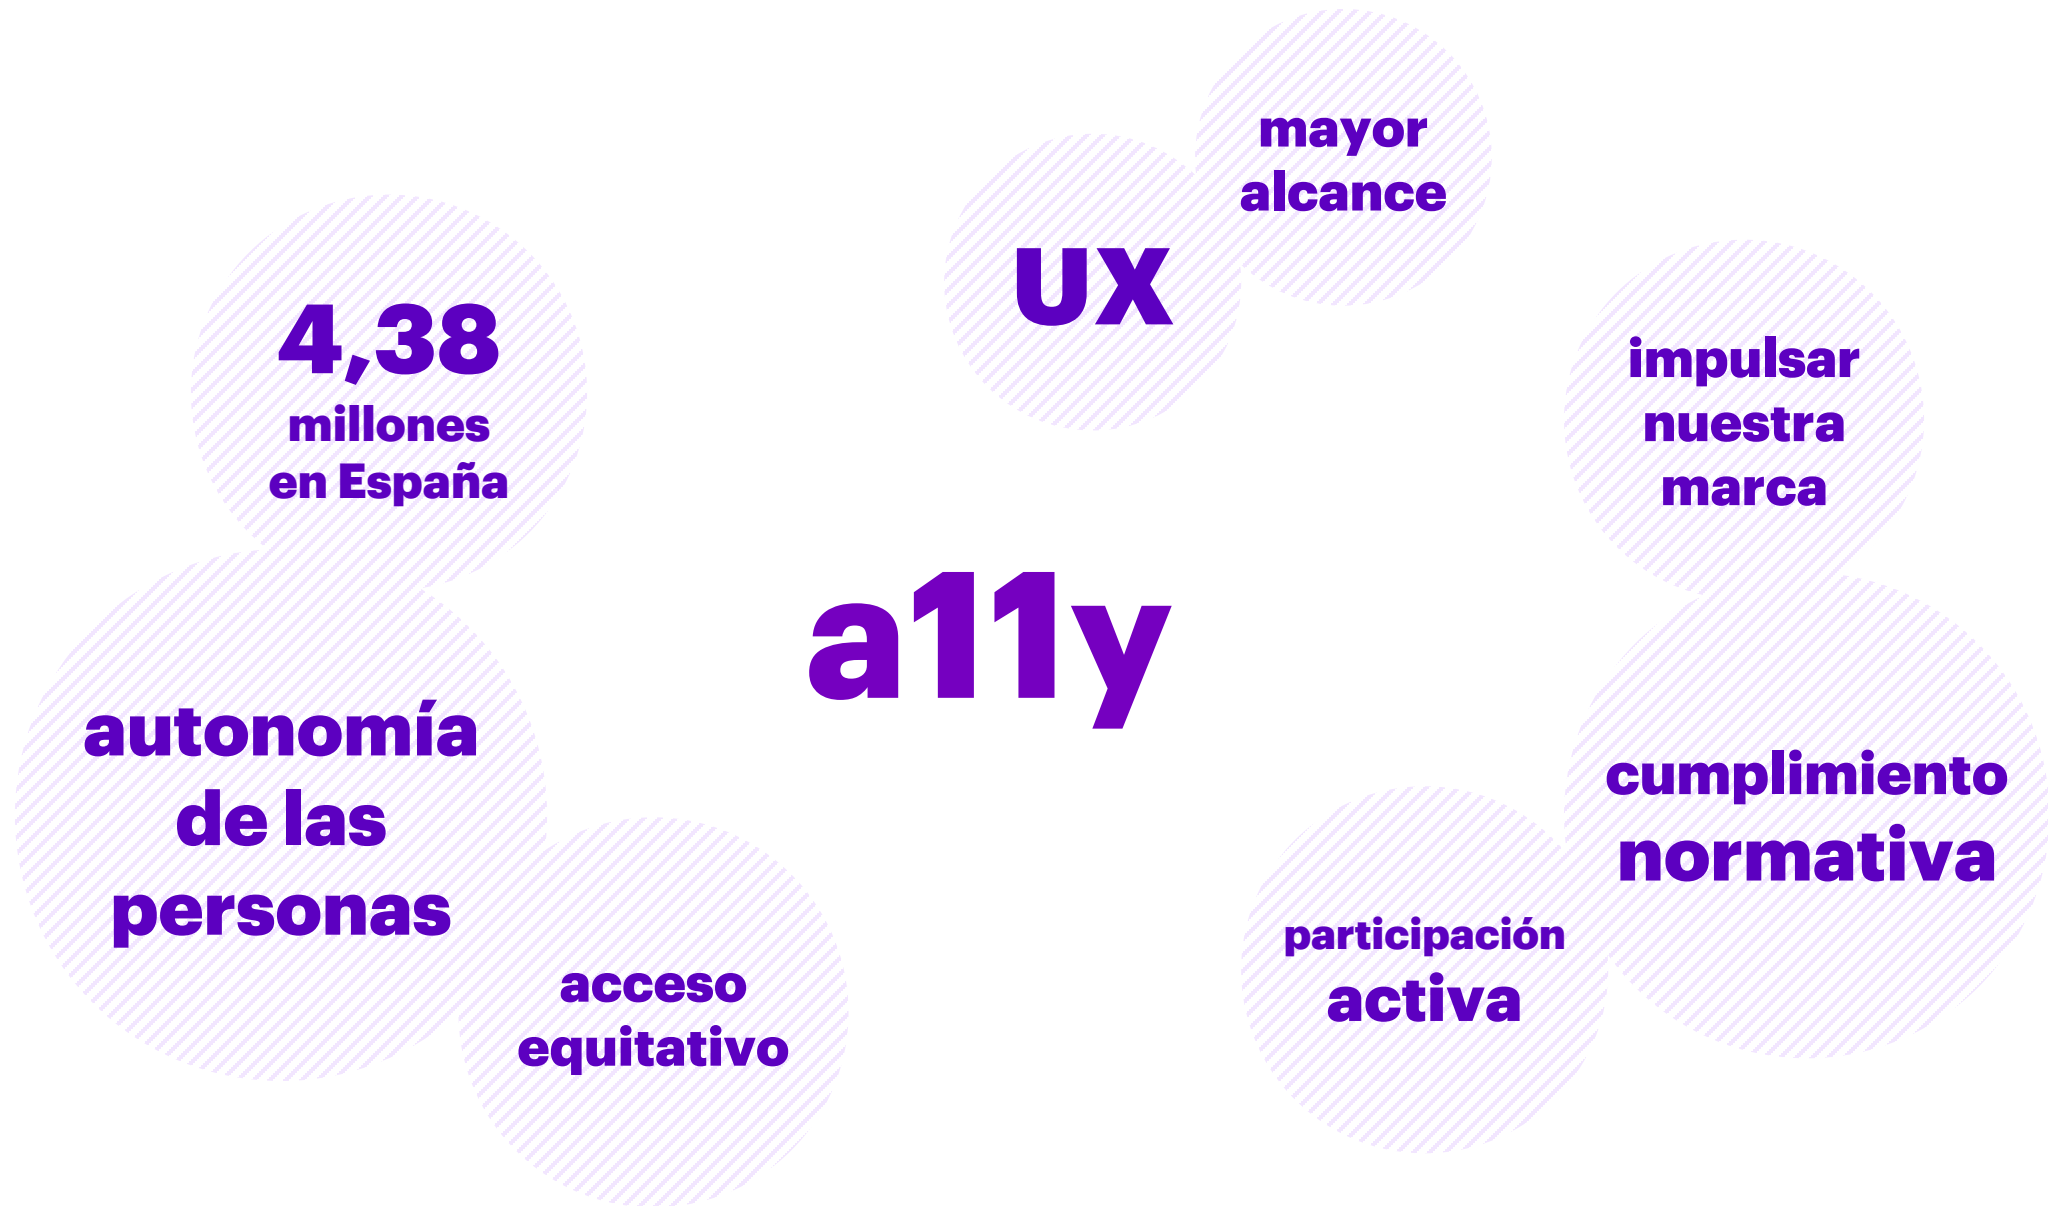 mayor
alcance
UX
4,38
millones
en España
impulsar
nuestra
marca
a11y
autonomía
de las
personas
cumplimiento
normativa
participación
activa
acceso
equitativo